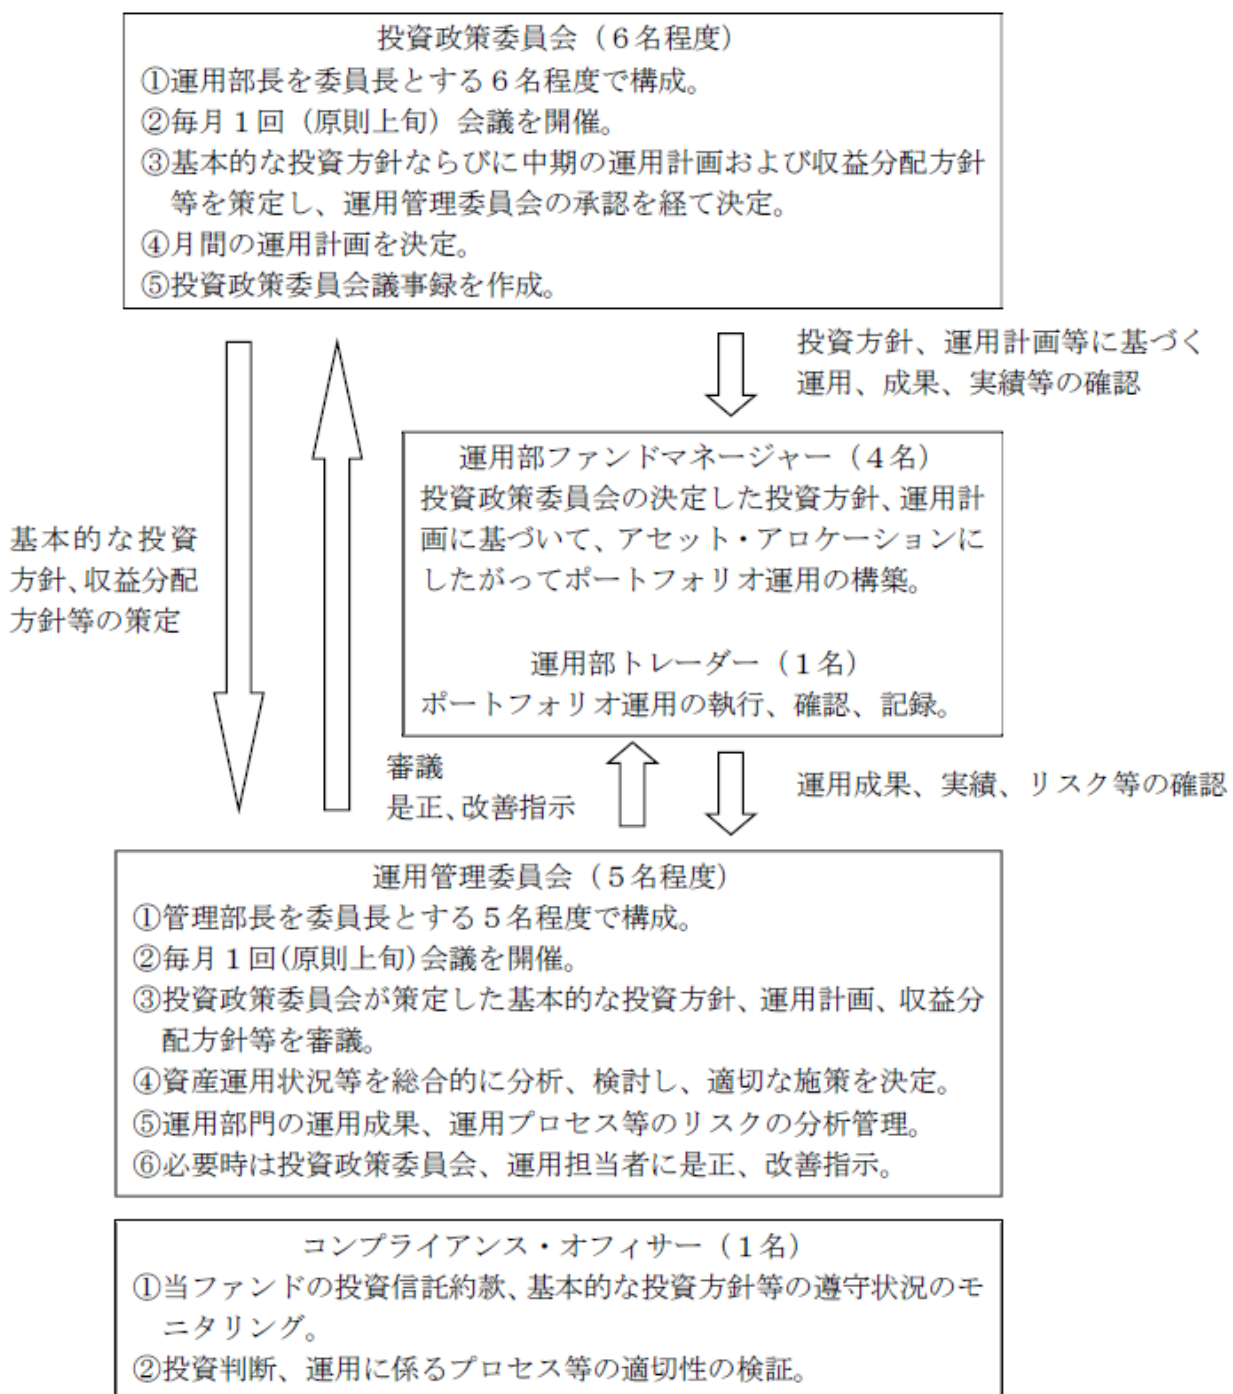 投資政策委員会（６名程度）
①運用部長を委員長とする６名程度で構成。
②毎月１回（原則上旬）会議を開催。
③基本的な投資方針ならびに中期の運用計画および収益分配方針
等を策定し、運用管理委員会の承認を経て決定。
④月間の運用計画を決定。
⑤投資政策委員会議事録を作成。
投資方針、運用計画等に基づく
運用、成果、実績等の確認
運用部ファンドマネージャー（４名）
投資政策委員会の決定した投資方針、運用計
画に基づいて、アセット・アロケーションに
したがってポートフォリオ運用の構築。
運用部トレーダー（１名）
ポートフォリオ運用の執行、確認、記録。
基本的な投資
方針、収益分配
方針等の策定
審議
是正、改善指示
運用成果、実績、リスク等の確認
運用管理委員会（５名程度）
①管理部長を委員長とする５名程度で構成。
②毎月１回(原則上旬)会議を開催。
③投資政策委員会が策定した基本的な投資方針、運用計画、収益分
配方針等を審議。
④資産運用状況等を総合的に分析、検討し、適切な施策を決定。
⑤運用部門の運用成果、運用プロセス等のリスクの分析管理。
⑥必要時は投資政策委員会、運用担当者に是正、改善指示。
コンプライアンス・オフィサー（１名）
①当ファンドの投資信託約款、基本的な投資方針等の遵守状況のモ
ニタリング。
②投資判断、運用に係るプロセス等の適切性の検証。